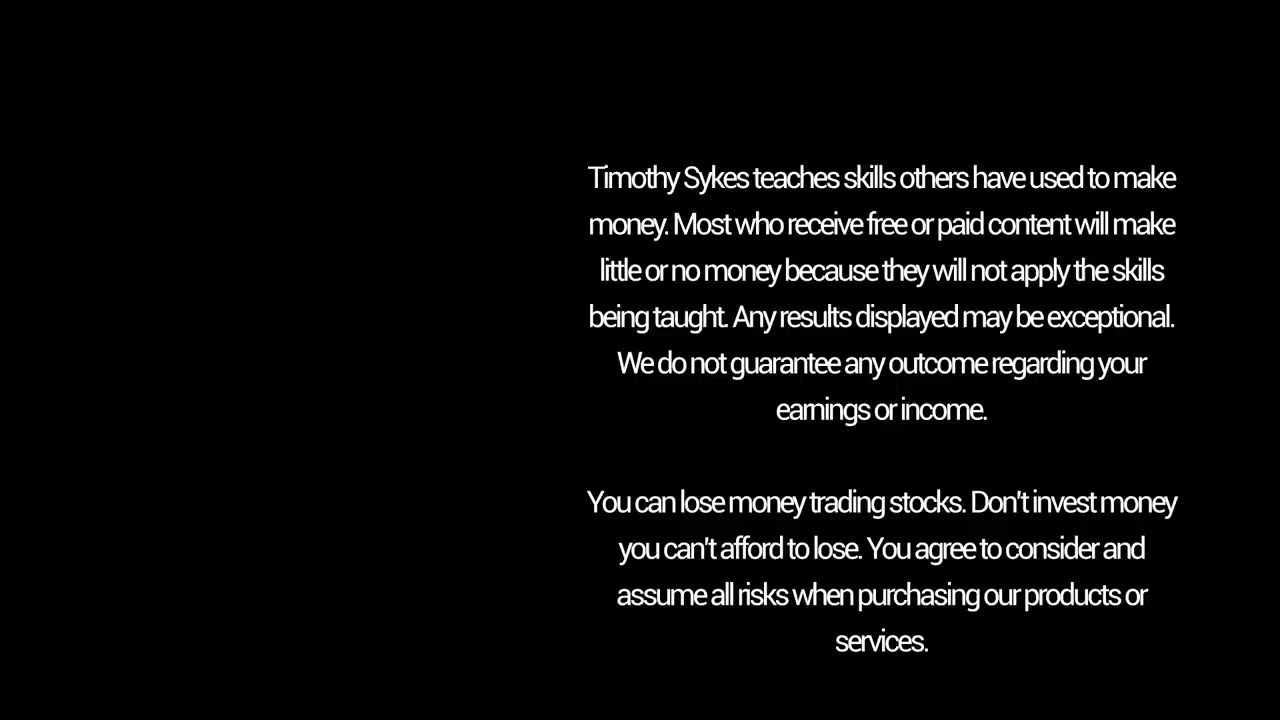 Timothy Sykes teaches skills others have used to make
money. Most who receive free or paid content will make
little or no money because they will not apply the skills
being taught. Any results displayed may be exceptional.
We do not guarantee any outcome regarding your
earnings or income.
You can lose money trading stocks. Don't invest money
you can't afford to lose. You agree to consider and
assume all risks when purchasing our products or
services.